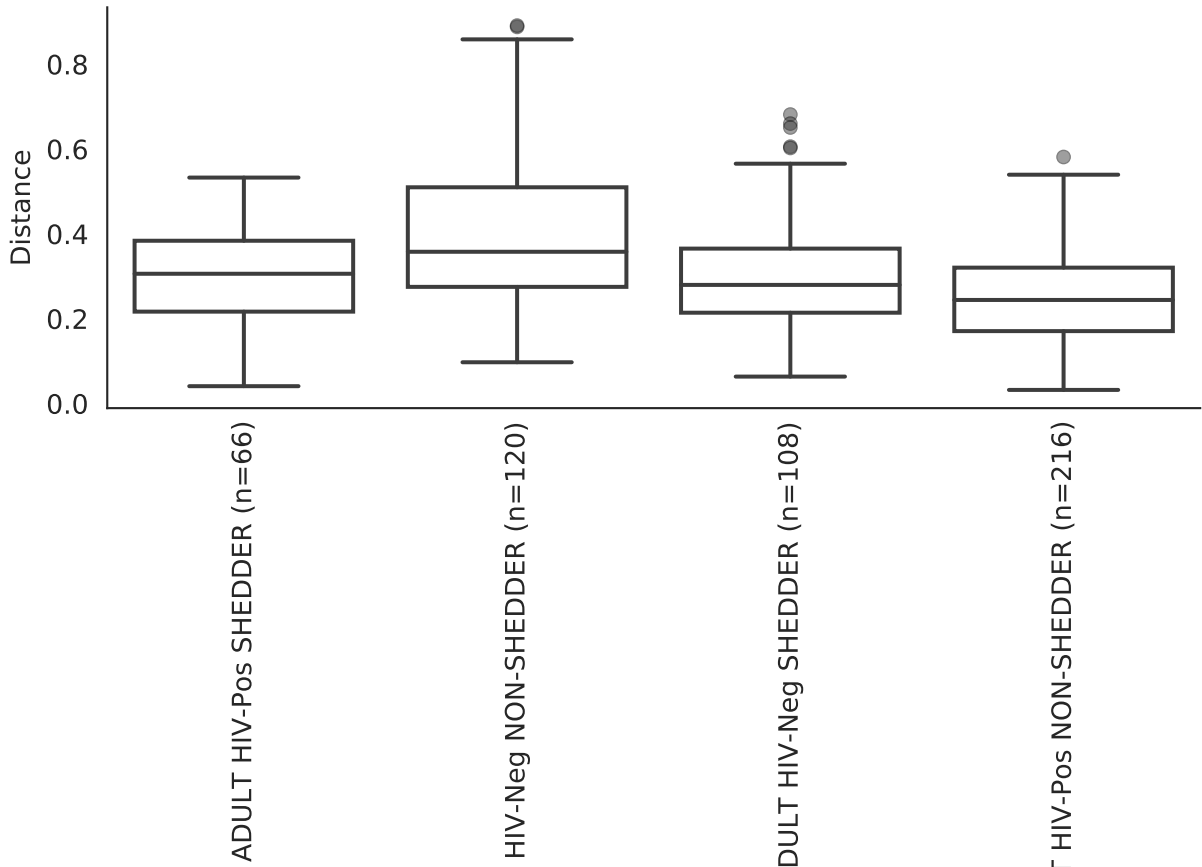 0.8
0.6
0.4
0.2
0.0
Distance
ADULT HIV-Pos SHEDDER (n=66)
HIV-Neg NON-SHEDDER (n=120)
DULT HIV-Neg SHEDDER (n=108)
T HIV-Pos NON-SHEDDER (n=216)